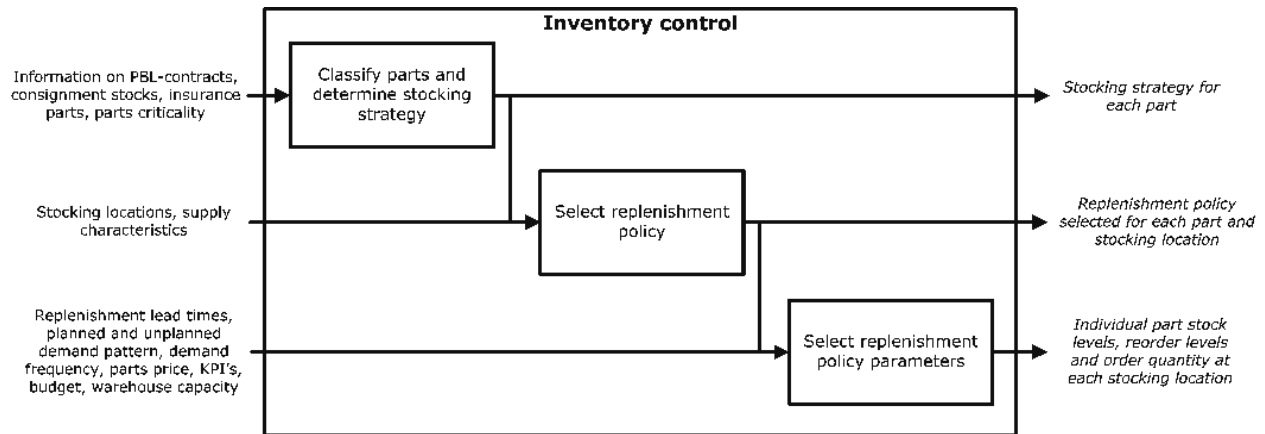 Inventory control
Information on PBL-contracts,
consignment stocks, insurance
parts, parts criticality
Classify parts and
determine stocking
strategy
Stocking strategy for
each part
Stocking locations, supply
characteristics
Select replenishment
policy
Replenishment policy
selected for each part and
stocking location
Replenishment lead times,
planned and unplanned
demand pattern, demand
frequency, parts price, KPI's,
budget, warehouse capacity
Select replenishment
policy parameters
Individual part stock
levels, reorder levels
and order quantity at
each stocking location